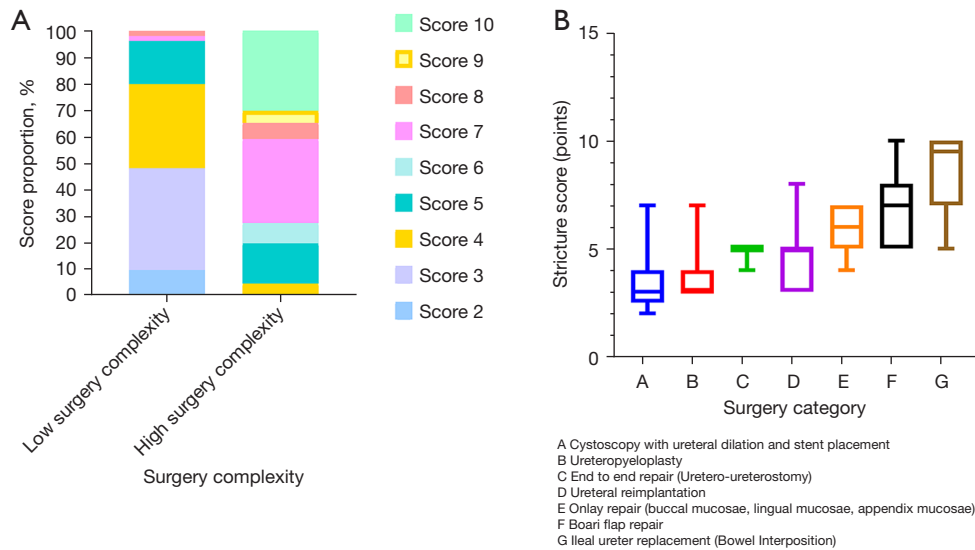 A
Score proportion, %
100
90
80
70
60
50
40
30
20
10
0
Low surgery complexity
High surgery complexity
Surgery complexity
Score 10
Score 9
Score 8
Score 7
Score 6
Score 5
Score 4
Score 3
Score 2
B
Stricture score (points)
15
10
5
0
A B C D E F G
Surgery category
A Cystoscopy with ureteral dilation and stent placement
B Ureteropyeloplasty
C End to end repair (Uretero-ureterostomy)
D Ureteral reimplantation
E Onlay repair (buccal mucosae, lingual mucosae, appendix mucosae)
F Boari flap repair
G Ileal ureter replacement (Bowel Interposition)